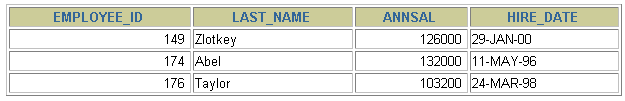 EMPLOYEE_ID LAST_NAME ANNSAL HIRE_DATE
149 Zlotkey 126000 29-JAN-00
174 Abel 132000 11-MAY-96
176 Taylor 103200 24-MAR-98